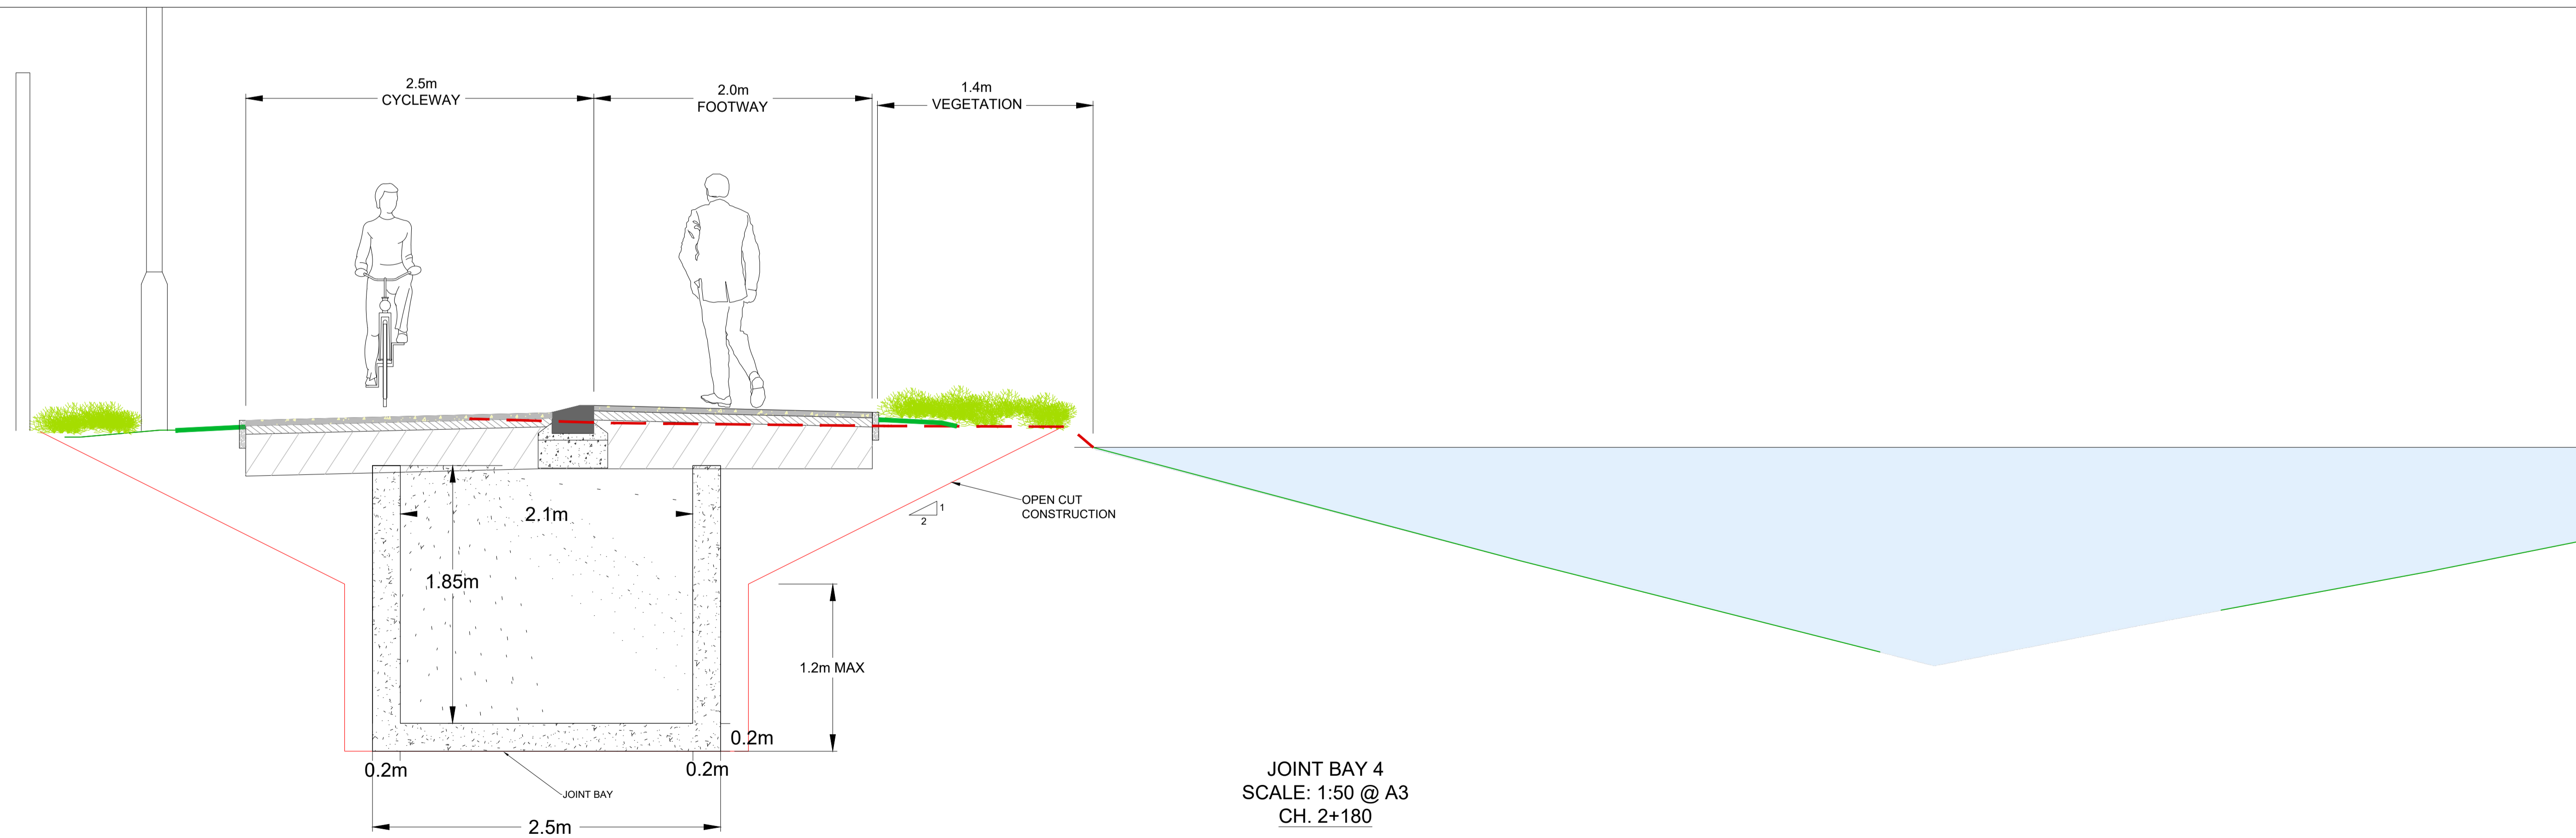 2.5m
CYCLEWAY
2.0m
FOOTWAY
1.4m
VEGETATION
OPEN CUT
CONSTRUCTION
1
2
2.1m
1.85m
1.2m MAX
0.2m
0.2m
0.2m
JOINT BAY
2.5m
JOINT BAY 4
SCALE: 1:50 @ A3
CH. 2+180